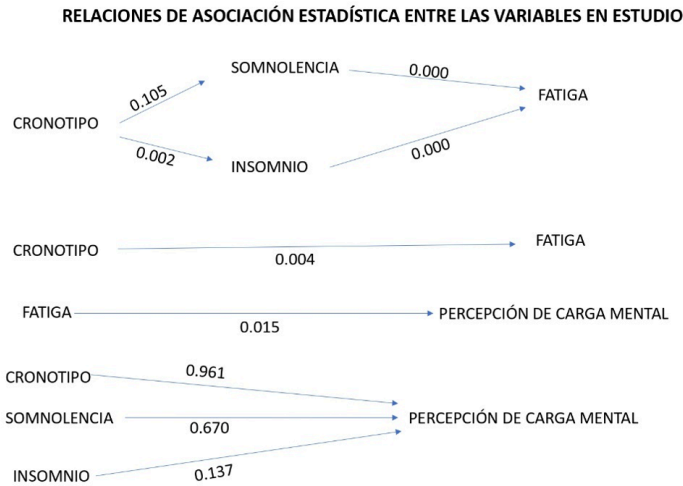 RELACIONES DE ASOCIACIÓN ESTADÍSTICA ENTRE LAS VARIABLES EN ESTUDIO
SOMNOLENCIA
0.000
0.105
FATIGA
CRONOTIPO
0.002
INSOMNIO
0.000
CRONOTIPO
FATIGA
0.004
FATIGA
PERCEPCIÓN DE CARGA MENTAL
0.015
CRONOTIPO
0.961
SOMNOLENCIA
0.670
PERCEPCIÓN DE CARGA MENTAL
INSOMNIO
0.137